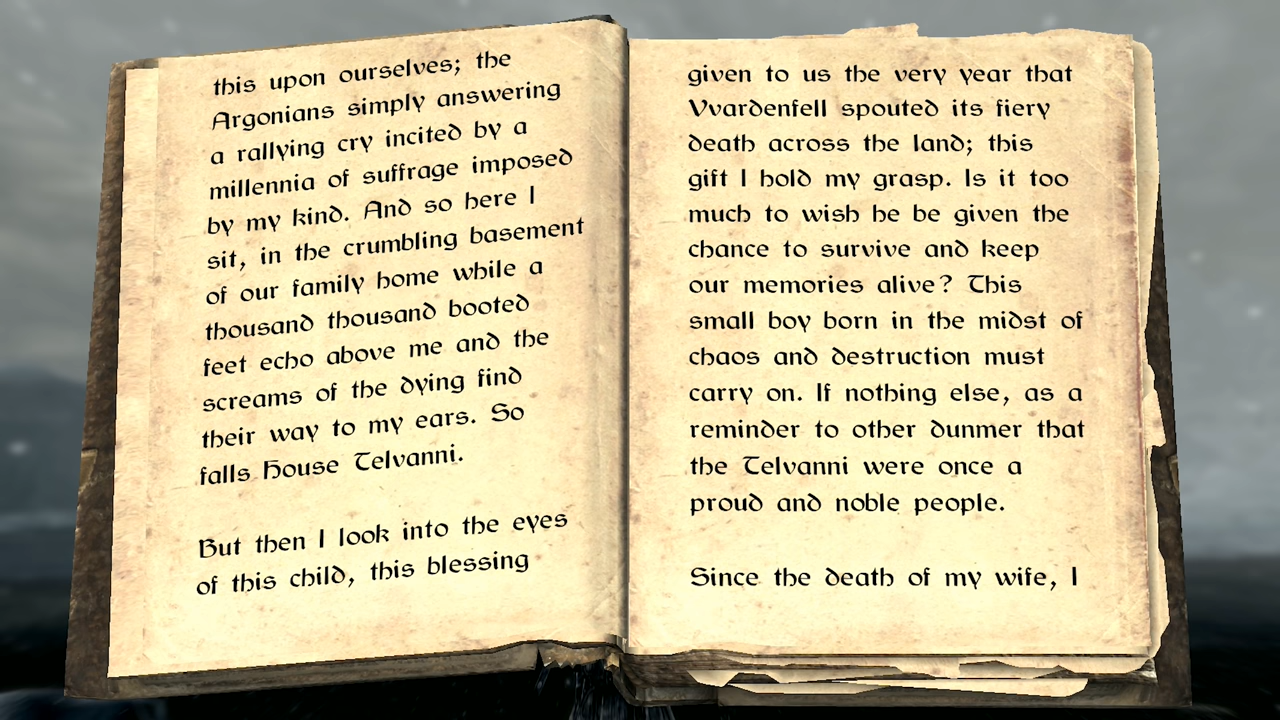 this upon ourselves; the
Argonians simply answering
a rallying cry incited by a
millennia of suffrage imposed
by my kind. And so here I
sit, in the crumbling basement
of our family home while a
thousand thousand booted
feet echo above me and the
screams of the dying find
their way to my ears. So
falls House Telvanni.
But then I look into the eyes
of this child, this blessing
given to us the very year that
Vvardenfell spouted its fiery
death across the land; this
gift I hold my grasp. Is it too
much to wish he be given the
chance to survive and keep
our memories alive? This
small boy born in the midst of
chaos and destruction must
carry on. If nothing else, as a
reminder to other dunmer that
the Telvanni were once a
proud and noble people.
Since the death of my wife, I